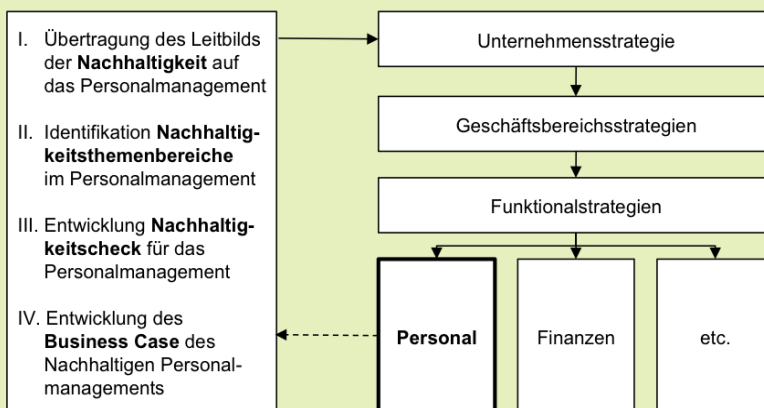 I. Übertragung des Leitbilds
der Nachhaltigkeit auf
das Personalmanagement
II. Identifikation Nachhaltig-
keitsthemenbereiche
im Personalmanagement
III. Entwicklung Nachhaltig-
keitscheck für das
Personalmanagement
IV. Entwicklung des
Business Case des
Nachhaltigen Personal-
managements
Unternehmensstrategie
Geschäftsbereichsstrategien
Funktionalstrategien
Personal
Finanzen
etc.